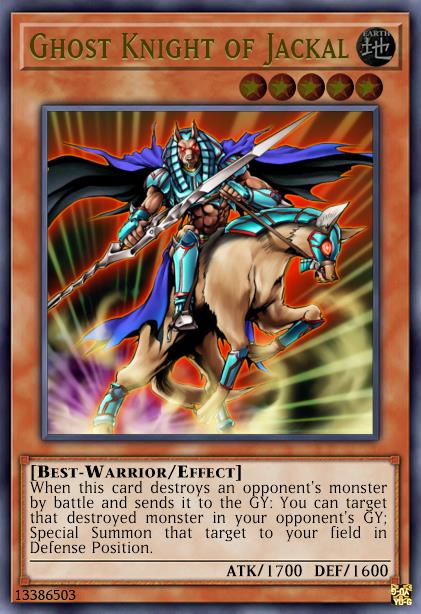 Ghost Knight of Jackal
EARTH
地
[Best-Warrior/Effect]
When this card destroys an opponent's monster
by battle and sends it to the GY: You can target
that destroyed monster in your opponent's GY;
Special Summon that target to your field in
Defense Position.
ATK/1700 DEF/1600
13386503